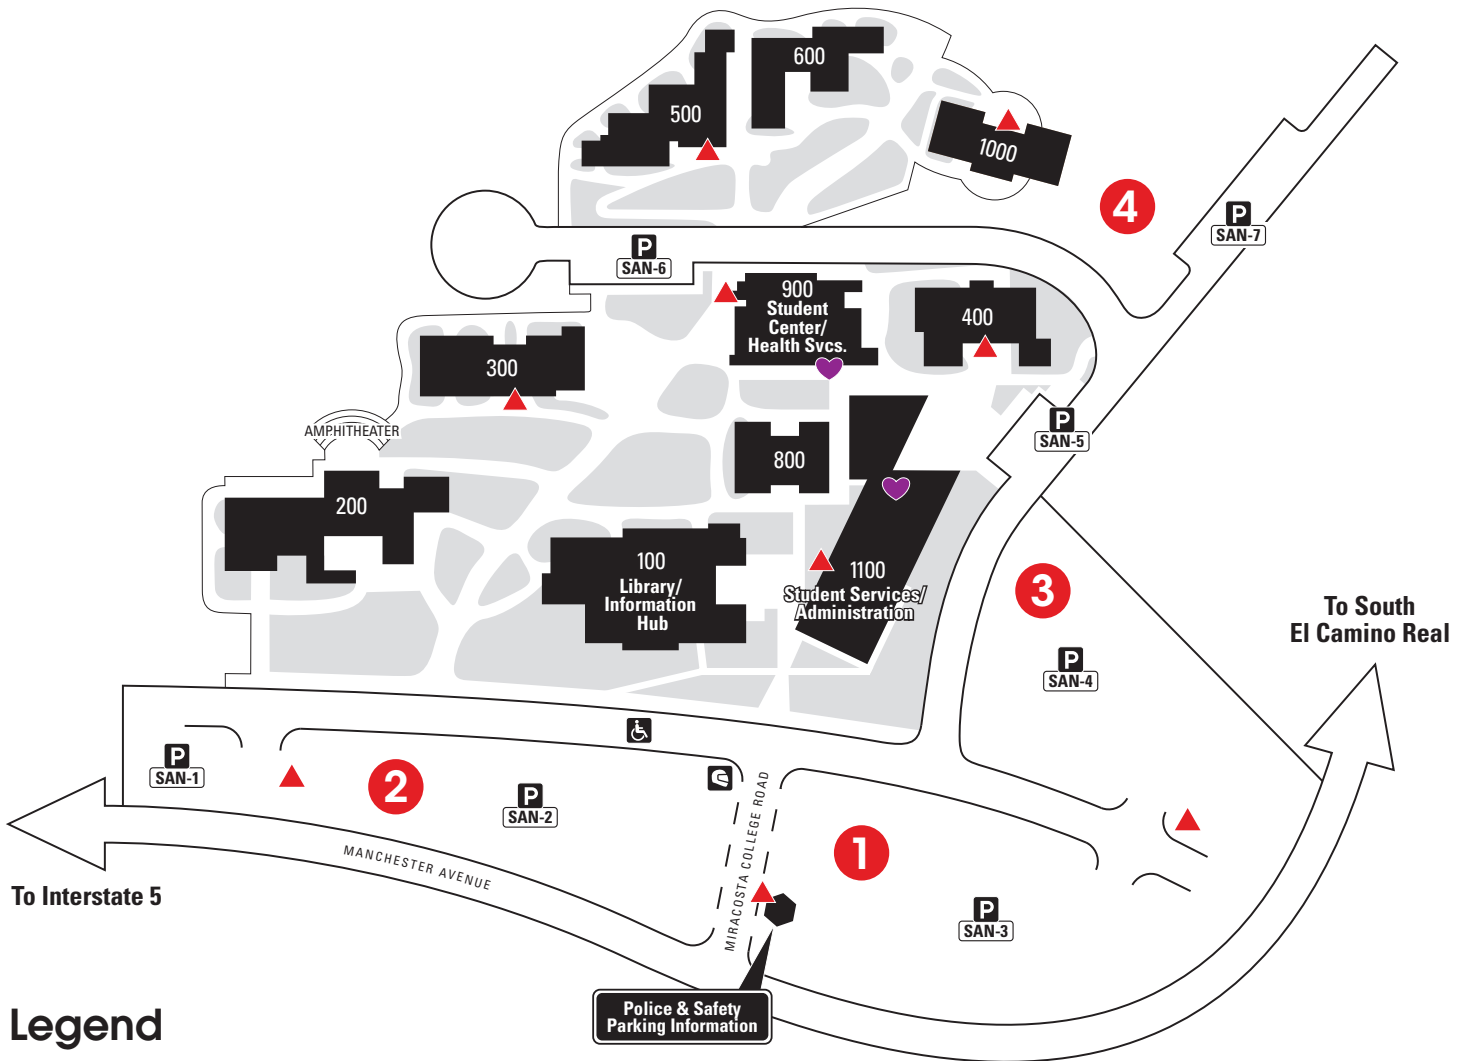 600
500
1000
4
P
SAN-7
P
SAN-6
900
Student
Center/
Health Svcs.
400
300
AMPHITHEATER
P
SAN-5
800
200
100
Library/
Information
Hub
1100
Student Services/
Administration
3
To South
El Camino Real
P
SAN-4
P
SAN-1
2
P
SAN-2
MIRACOSTA COLLEGE ROAD
1
MANCHESTER AVENUE
To Interstate 5
P
SAN-3
Police & Safety
Parking Information
Legend